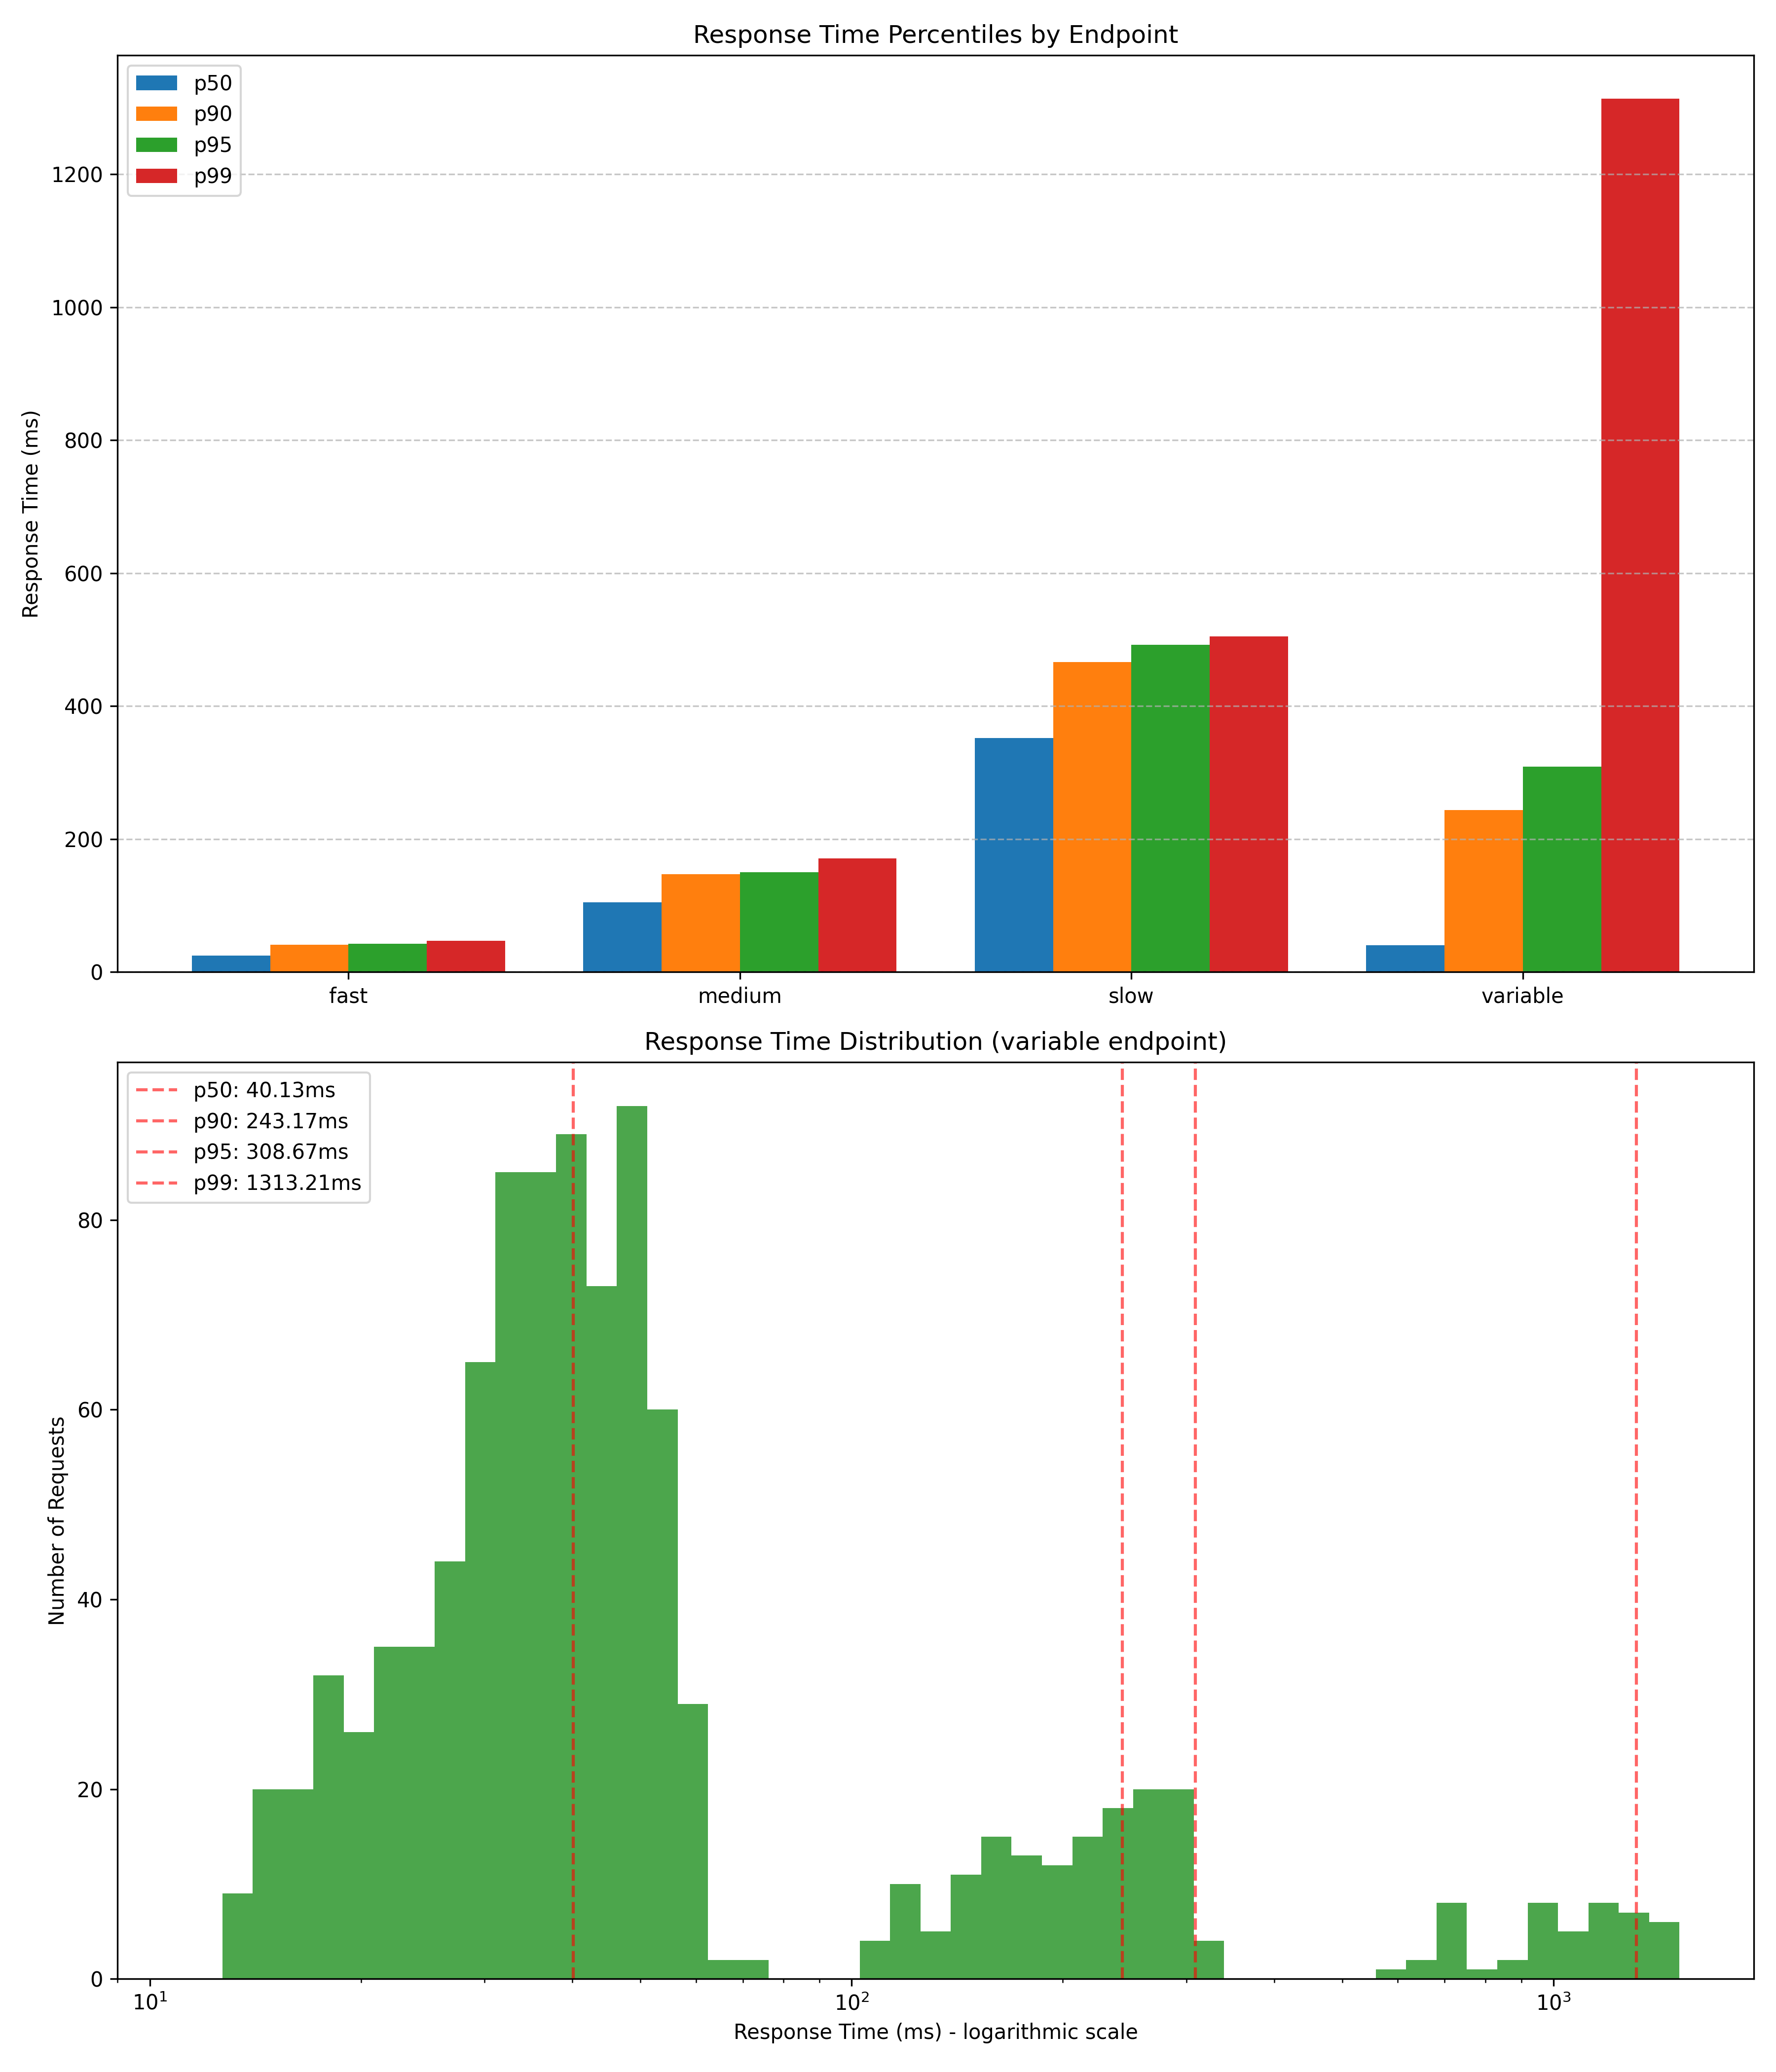 Response Time Percentiles by Endpoint
p50
p90
p95
p99
Response Time (ms)
1200
1000
800
600
400
200
0
fast medium slow variable
Response Time Distribution (variable endpoint)
p50: 40.13ms
p90: 243.17ms
p95: 308.67ms
p99: 1313.21ms
Number of Requests
80
60
40
20
0
10¹ 10² 10³
Response Time (ms) - logarithmic scale